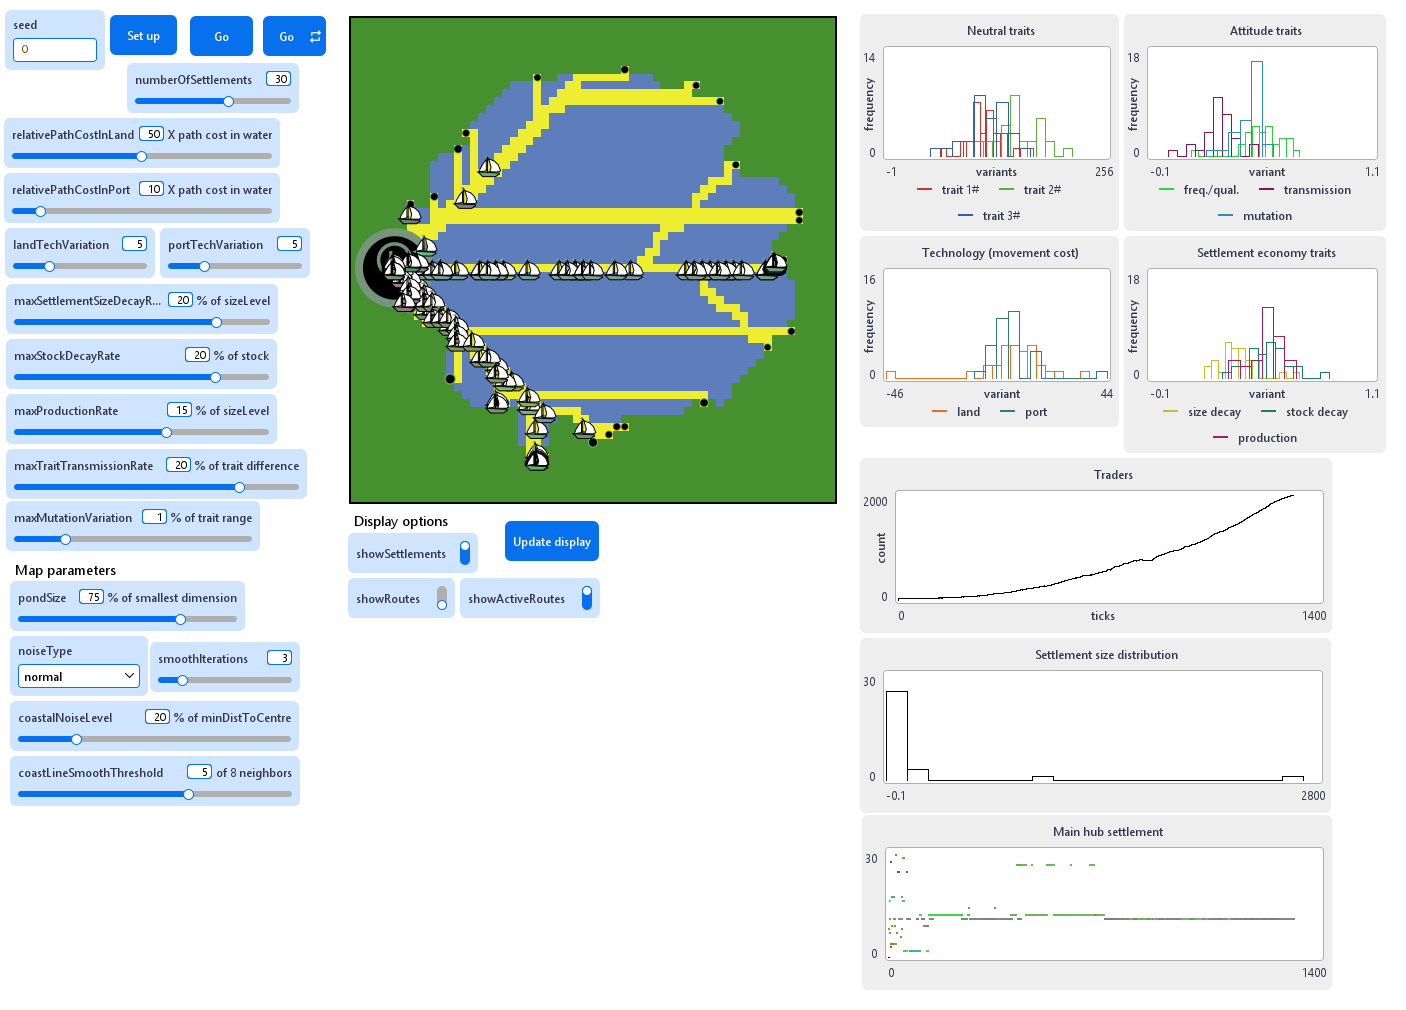 seed
0
Set up
Go
Go
numberOfSettlements 30
relativePathCostInLand 50 X path cost in water
relativePathCostInPort 10 X path cost in water
landTechVariation 5
portTechVariation 5
maxSettlementSizeDecayR... 20 % of sizeLevel
maxStockDecayRate 20 % of stock
maxProductionRate 15 % of sizeLevel
maxTraitTransmissionRate 20 % of trait difference
maxMutationVariation 1 % of trait range
Map parameters
pondSize 75 % of smallest dimension
noiseType
normal
smoothIterations 3
coastalNoiseLevel 20 % of minDistToCentre
coastLineSmoothThreshold 5 of 8 neighbors
Display options
Update display
showSettlements
showRoutes
showActiveRoutes
Neutral traits
14
frequency
0
-1 variants 256
trait 1# trait 2#
trait 3#
Attitude traits
18
frequency
0
-0.1 variant 1.1
freq./qual. transmission
mutation
Technology (movement cost)
16
frequency
0
-46 variant 44
land port
Settlement economy traits
18
frequency
0
-0.1 variant 1.1
size decay stock decay
production
Traders
2000
count
0
0 ticks 1400
Settlement size distribution
30
0
-0.1 2800
Main hub settlement
30
0
0 1400